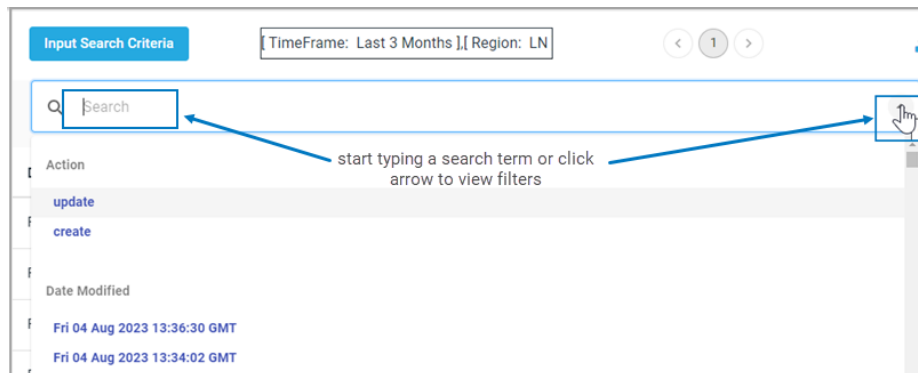 Input Search Criteria
[ TimeFrame: Last 3 Months ],[ Region: LN
1
Search
start typing a search term or click
arrow to view filters
Action
update
create
Date Modified
Fri 04 Aug 2023 13:36:30 GMT
Fri 04 Aug 2023 13:34:02 GMT